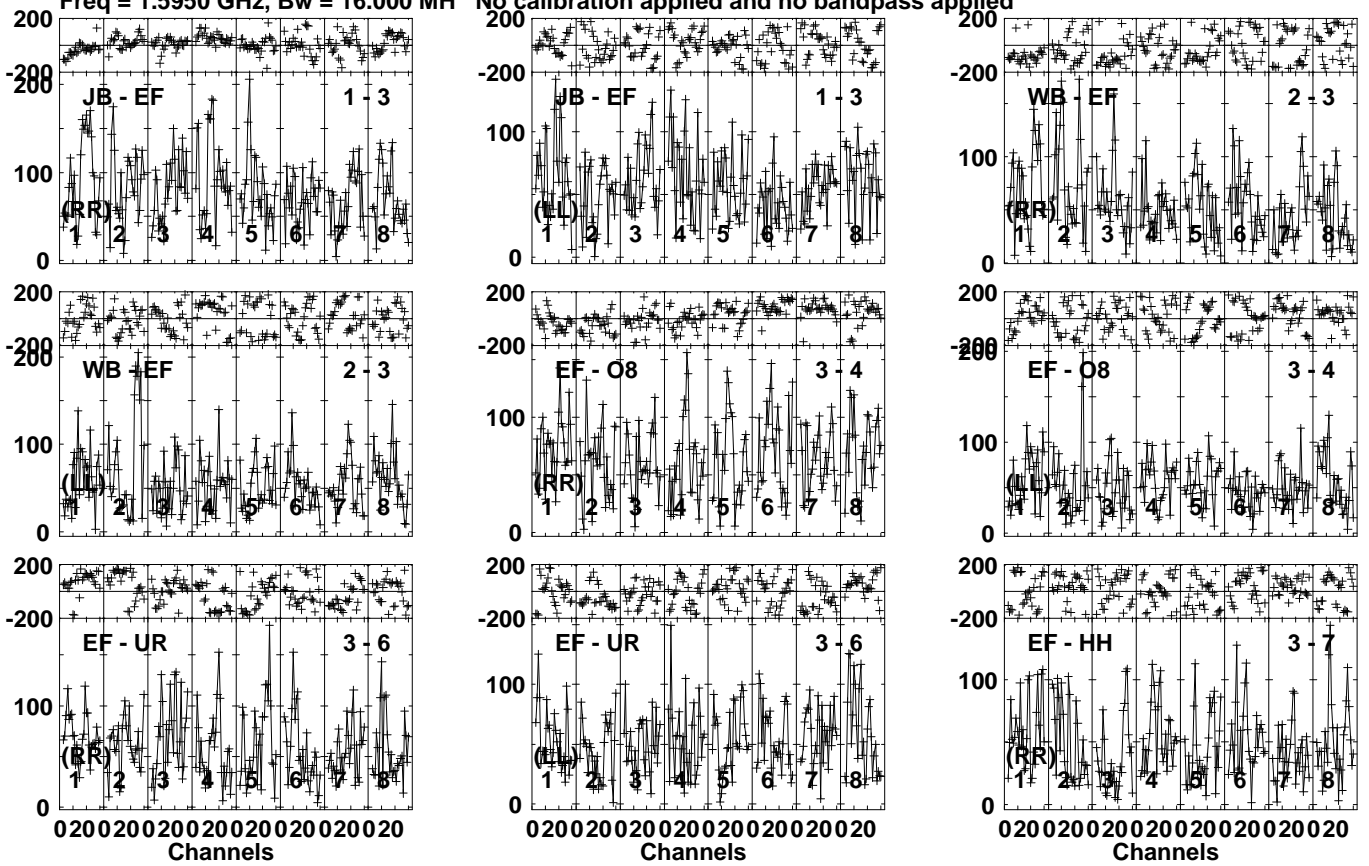 Freq = 1.5950 GHz, Bw = 16.000 MH No calibration applied and no bandpass applied
200 200 200
-200 -200 -200
200
JB - EF 1 - 3 JB - EF 1 - 3 WB - EF 2 - 3
100 100 100
(RR) (LL) (RR)
1 2 3 4 5 6 7 8 1 2 3 4 5 6 7 8 1 2 3 4 5 6 7 8
0 0 0
200 200 200
-200 -200 -200
200 200
WB - EF 2 - 3 EF - O8 3 - 4 EF - O8 3 - 4
100 100 100
(LL) (RR) (LL)
1 2 3 4 5 6 7 8 1 2 3 4 5 6 7 8 1 2 3 4 5 6 7 8
0 0 0
200 200 200
-200 -200 -200
EF - UR 3 - 6 EF - UR 3 - 6 EF - HH 3 - 7
100 100 100
(RR) (LL) (RR)
1 2 3 4 5 6 7 8 1 2 3 4 5 6 7 8 1 2 3 4 5 6 7 8
0 0 0
0 20 0 20 0 20 0 20 0 20 0 20 0 20 0 20 0 20 0 20 0 20 0 20 0 20 0 20 0 20 0 20 0 20 0 20 0 20 0 20 0 20 0 20 0 20 0 20
Channels Channels Channels